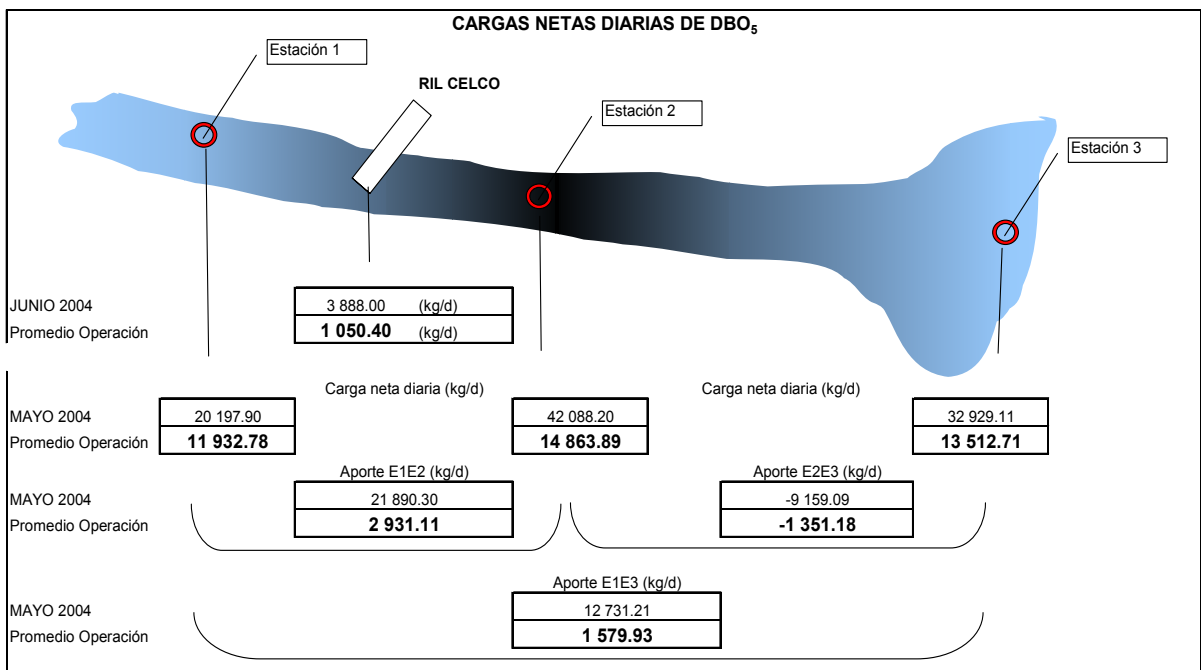 CARGAS NETAS DIARIAS DE DBO5
Estación 1
RIL CELCO
Estación 2
Estación 3
JUNIO 2004 3 888.00 (kg/d)
Promedio Operación 1 050.40 (kg/d)
Carga neta diaria (kg/d) Carga neta diaria (kg/d)
MAYO 2004 20 197.90 42 088.20 32 929.11
Promedio Operación 11 932.78 14 863.89 13 512.71
Aporte E1E2 (kg/d) Aporte E2E3 (kg/d)
MAYO 2004 21 890.30 -9 159.09
Promedio Operación 2 931.11 -1 351.18
Aporte E1E3 (kg/d)
MAYO 2004 12 731.21
Promedio Operación 1 579.93